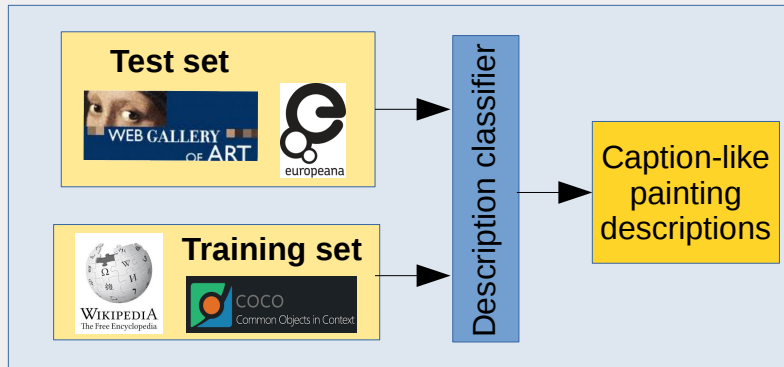 Test set
WEB GALLERY
OF ART
europeana
Training set
WIKIPEDIA
The Free Encyclopedia
COCO
Common Objects in Context
Description classifier
Caption-like
painting
descriptions